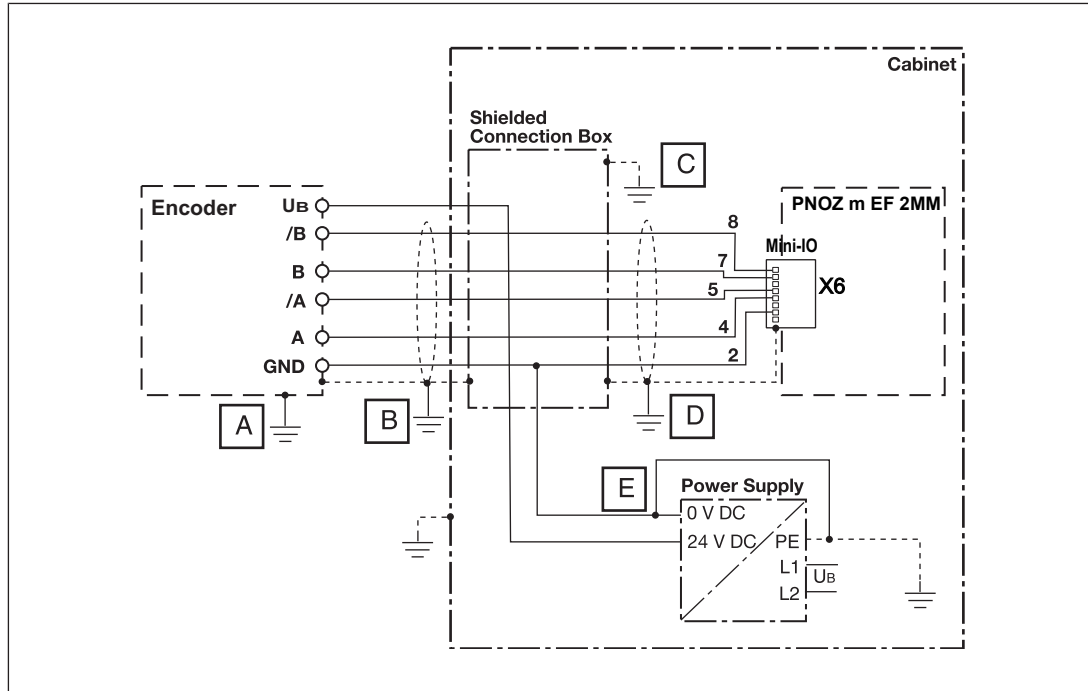 Cabinet
Shielded
Connection Box
C
Encoder
UB
/B
B
/A
A
GND
8
7
5
4
2
PNOZ m EF 2MM
Mini-IO
X6
A
B
D
E
Power Supply
0 V DC
24 V DC
PE
L1
L2
UB